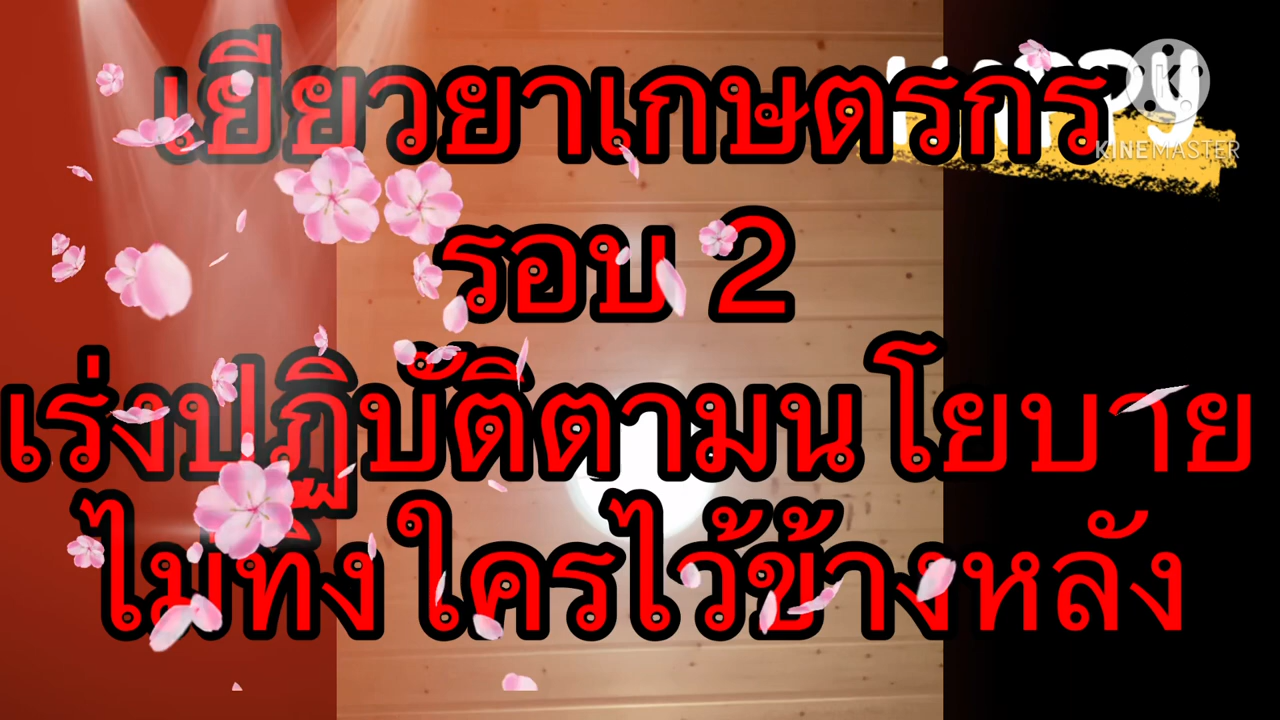 เยียวยาเกษตรกร
HAPPY
KINEMASTER
รอบ 2
เร่งปฏิบัติตามนโยบาย
ไม่ทิ้งใครไว้ข้างหลัง